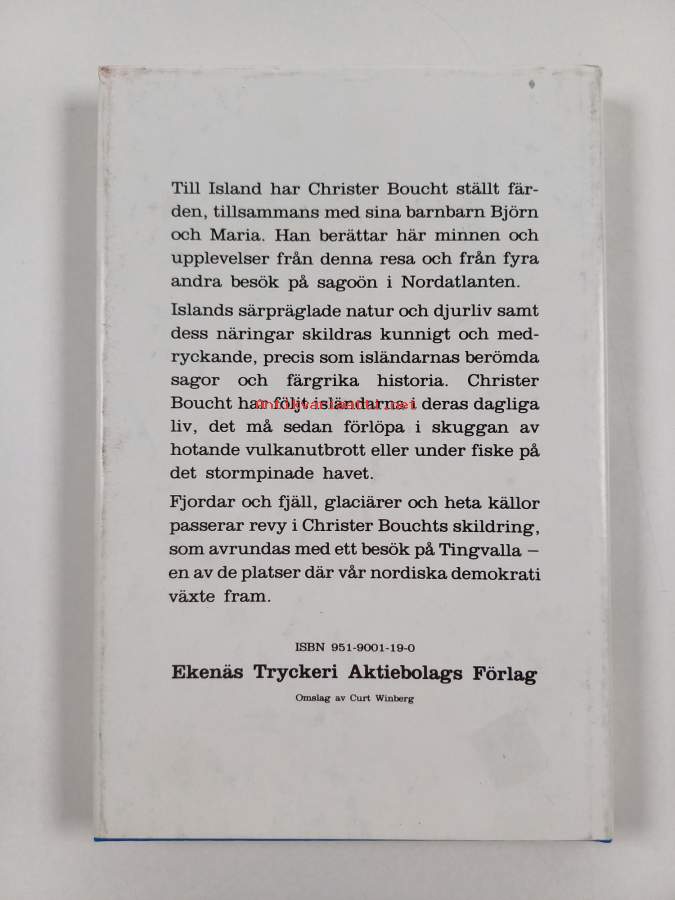 Till Island har Christer Boucht ställt fär-
den, tillsammans med sina barnbarn Björn
och Maria. Han berättar här minnen och
upplevelser från denna resa och från fyra
andra besök på sagoön i Nordatlanten.
Islands särpräglade natur och djurliv samt
dess näringar skildras kunnigt och med-
ryckande, precis som isländarnas berömda
sagor och färgrika historia. Christer
Boucht har följt isländarna i deras dagliga
liv, det må sedan förlöpa i skuggan av
hotande vulkanutbrott eller under fiske på
det stormpinade havet.
Fjordar och fjäll, glaciärer och heta källor
passerar revy i Christer Bouchts skildring,
som avrundas med ett besök på Tingvalla –
en av de platser där vår nordiska demokrati
växte fram.
ISBN 951-9001-19-0
Ekenäs Tryckeri Aktiebolags Förlag
Omslag av Curt Winberg